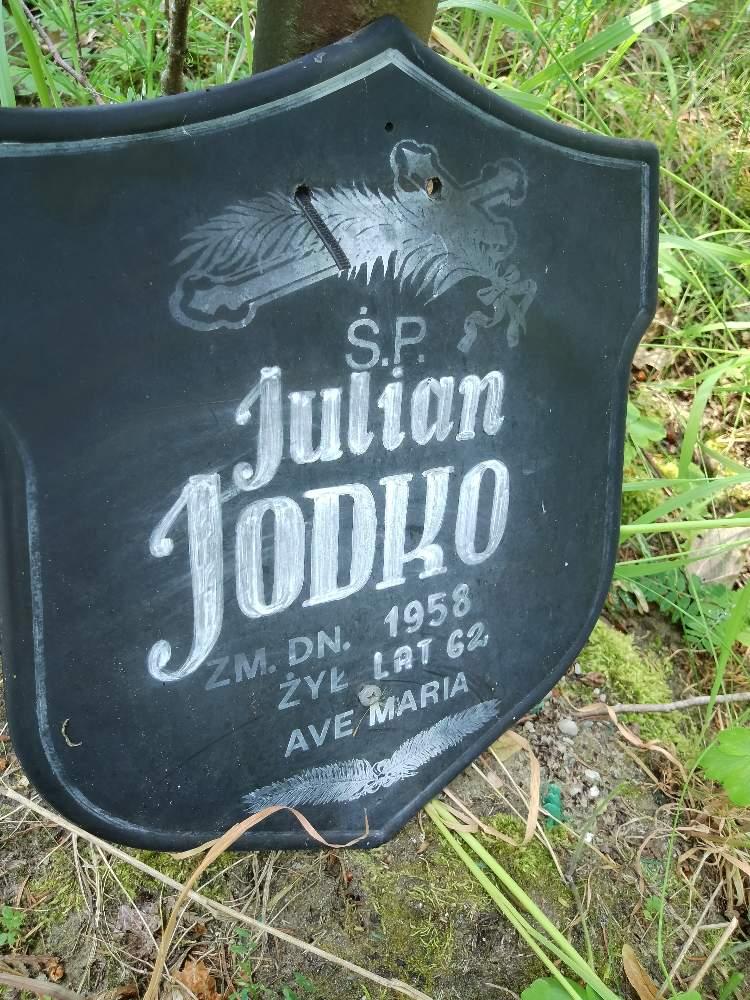 Ś.P.
Julian
JODKO
ZM. DN. 1958
ŻYŁ LAT 62
AVE MARIA